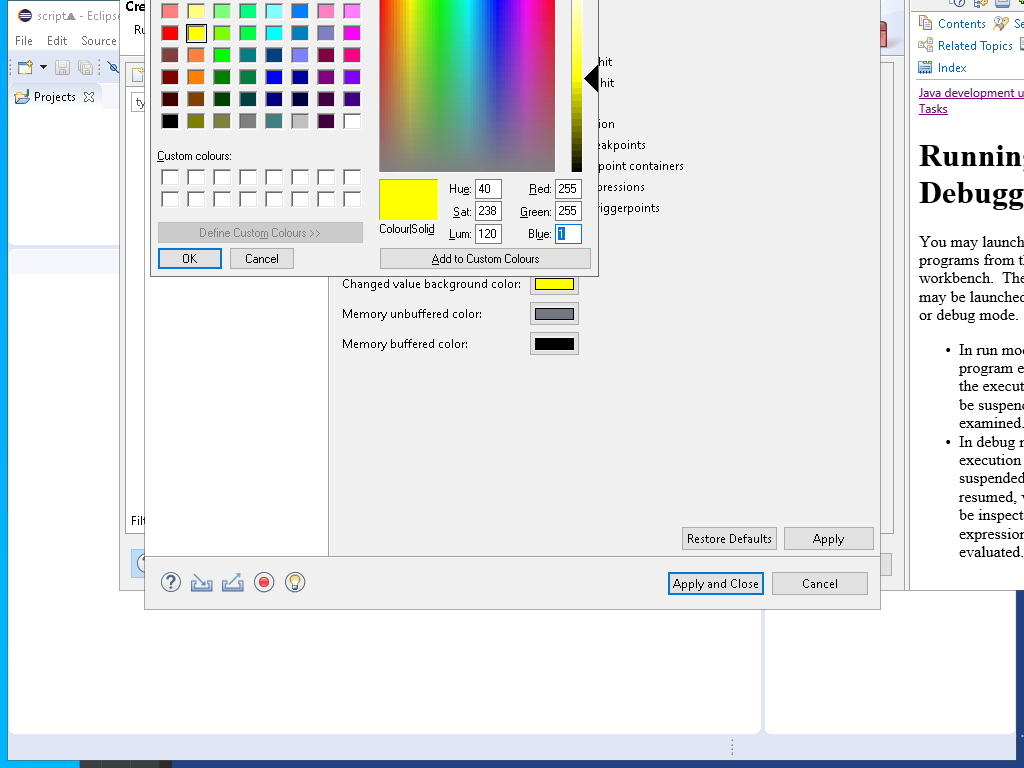 script▲ - Eclipse
File Edit Source
Projects
Cre
Ru
ty
Filt
Custom colours:
Define Custom Colours >>
OK
Cancel
Colour|Solid
Hue: 40
Sat: 238
Lum: 120
Red: 255
Green: 255
Blue: 1
Add to Custom Colours
hit
hit
ion
eakpoints
point containers
pressions
riggerpoints
Changed value background color:
Memory unbuffered color:
Memory buffered color:
Restore Defaults
Apply
Apply and Close
Cancel
Contents
Se
Related Topics
Index
Java development u
Tasks
Running
Debugg
You may launch
programs from th
workbench. The
may be launched
or debug mode.
• In run mod
program e
the execut
be suspend
examined.
• In debug m
execution
suspended
resumed, v
be inspect
expression
evaluated.